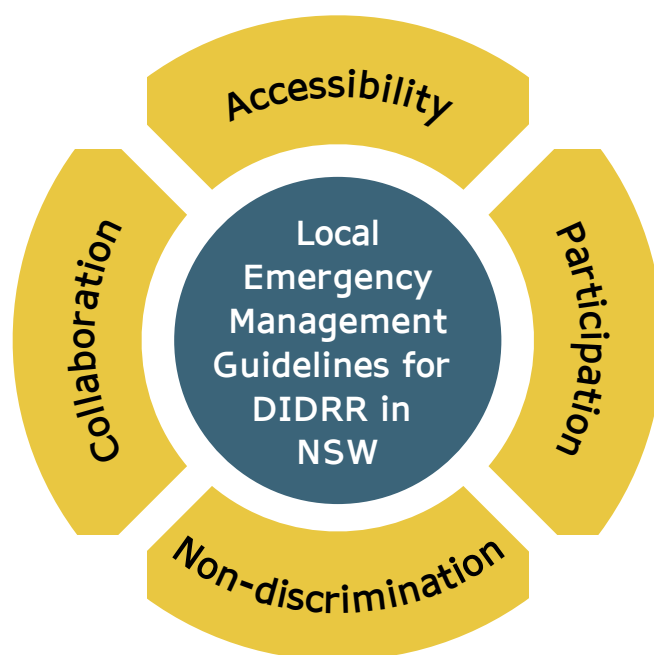 Accessibility
Participation
Non-discrimination
Collaboration
Local
Emergency
Management
Guidelines for
DIDRR in
NSW